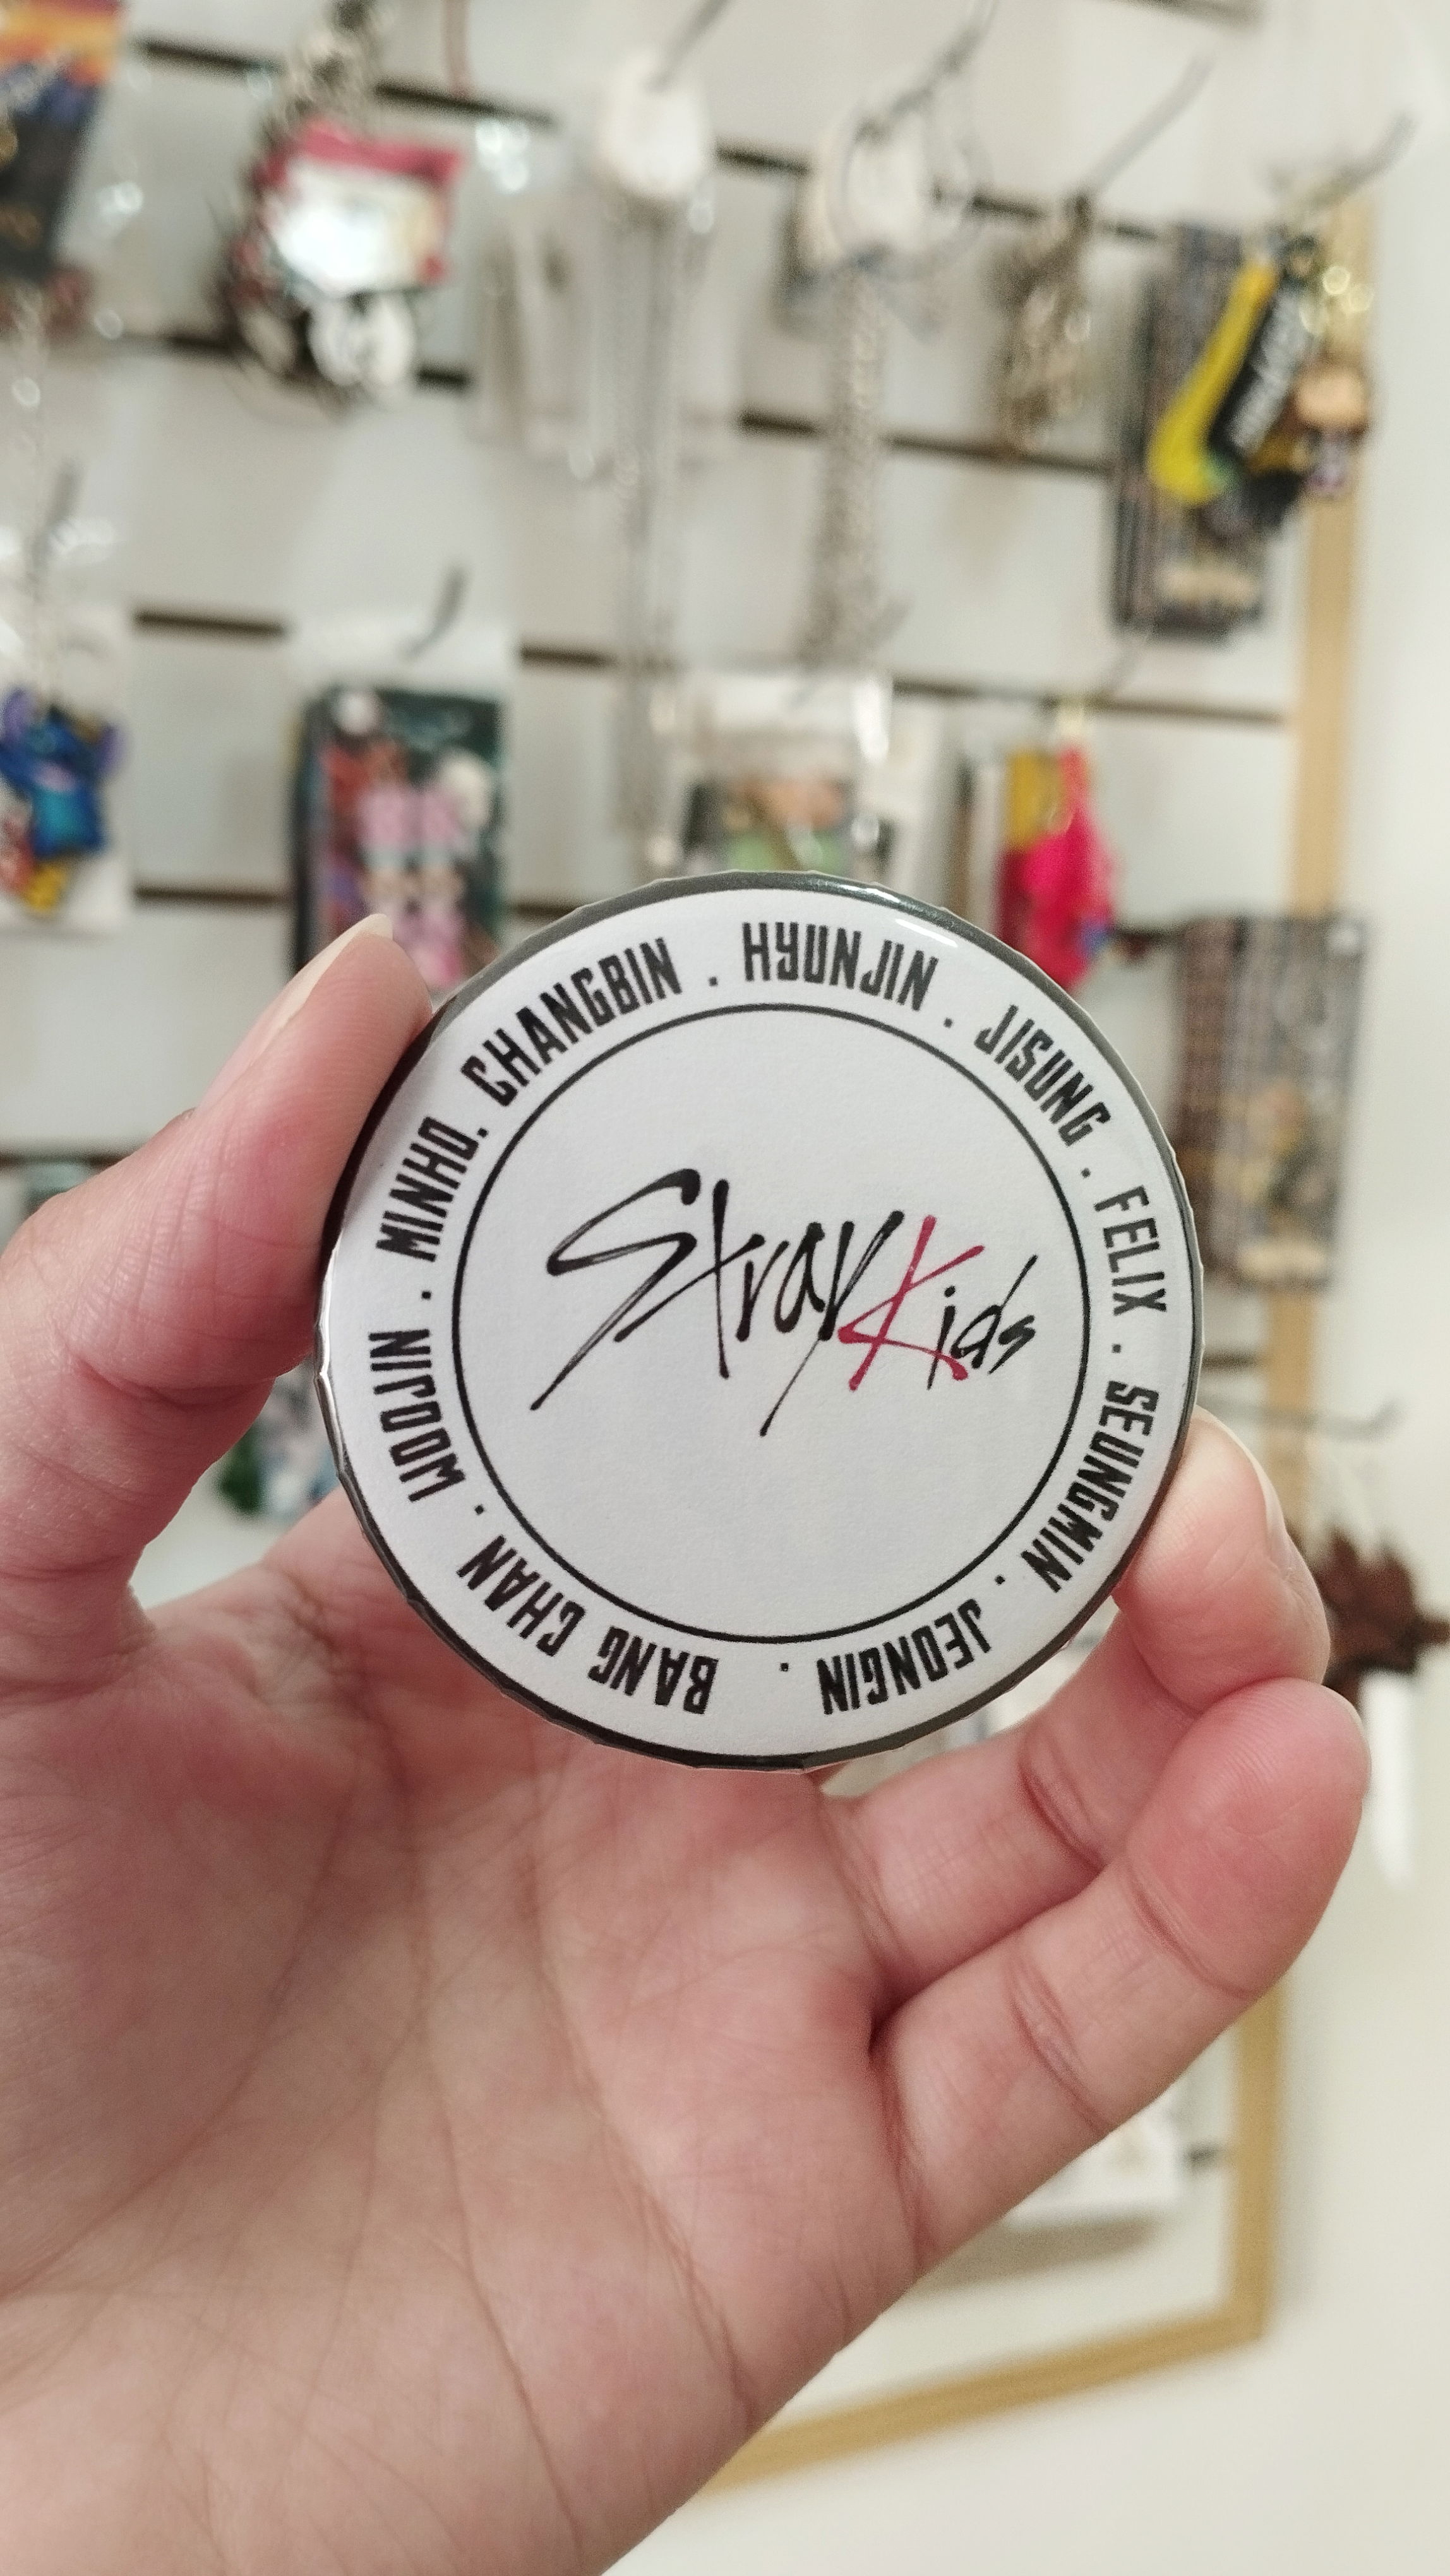 BANG CHAN . WOOJIN . MINHO. CHANGBIN . HYUNJIN . JISUNG . FELIX . SEUNGMIN . JEONGIN .
Stray Kids